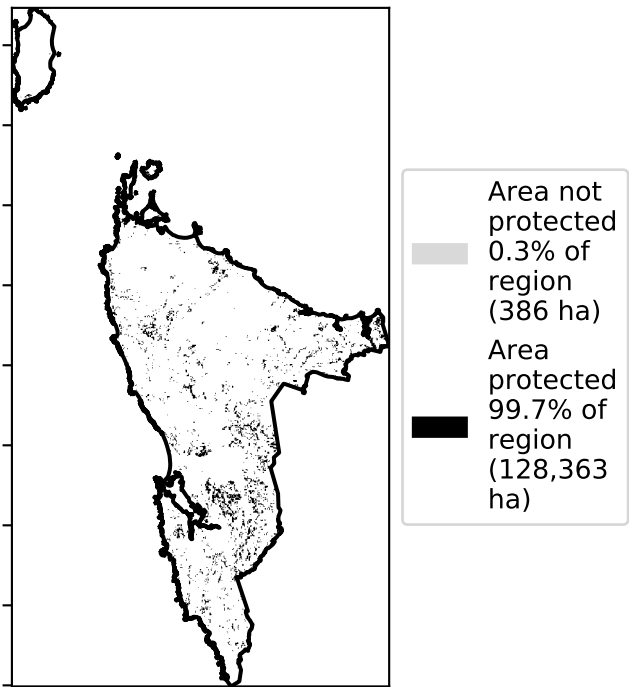 Area not
protected
0.3% of
region
(386 ha)
Area
protected
99.7% of
region
(128,363
ha)